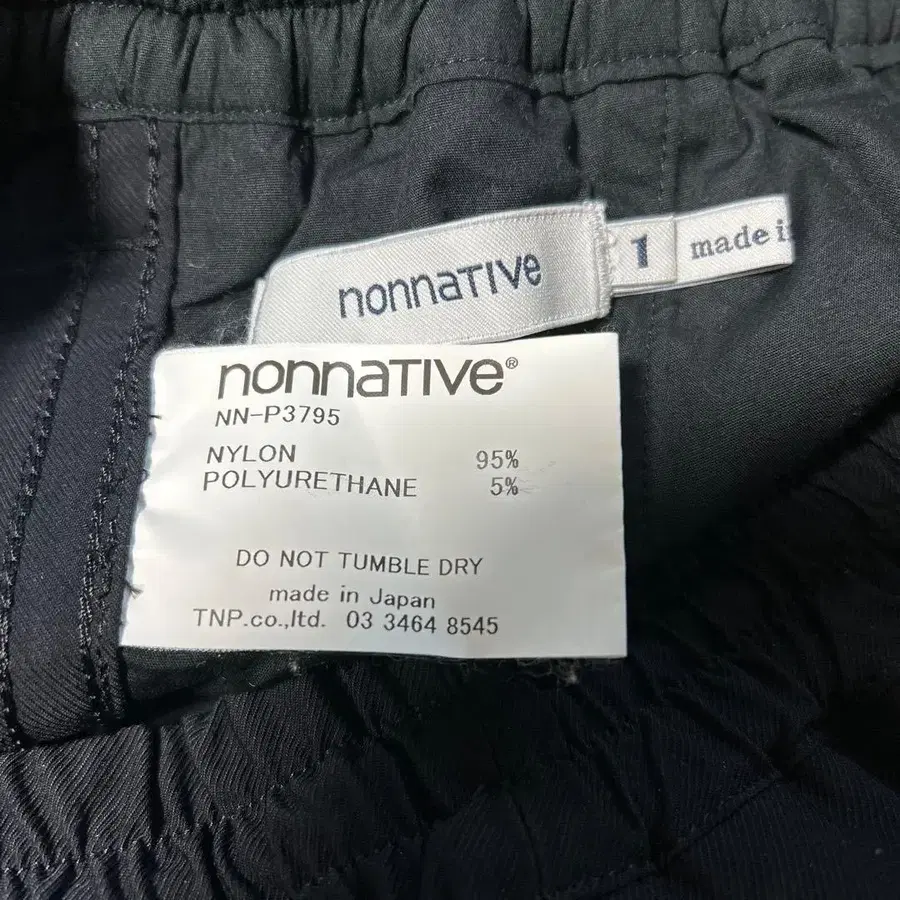 nonnative
1
made i
nonnative®
NN-P3795
NYLON 95%
POLYURETHANE 5%
DO NOT TUMBLE DRY
made in Japan
TNP.co.,ltd. 03 3464 8545